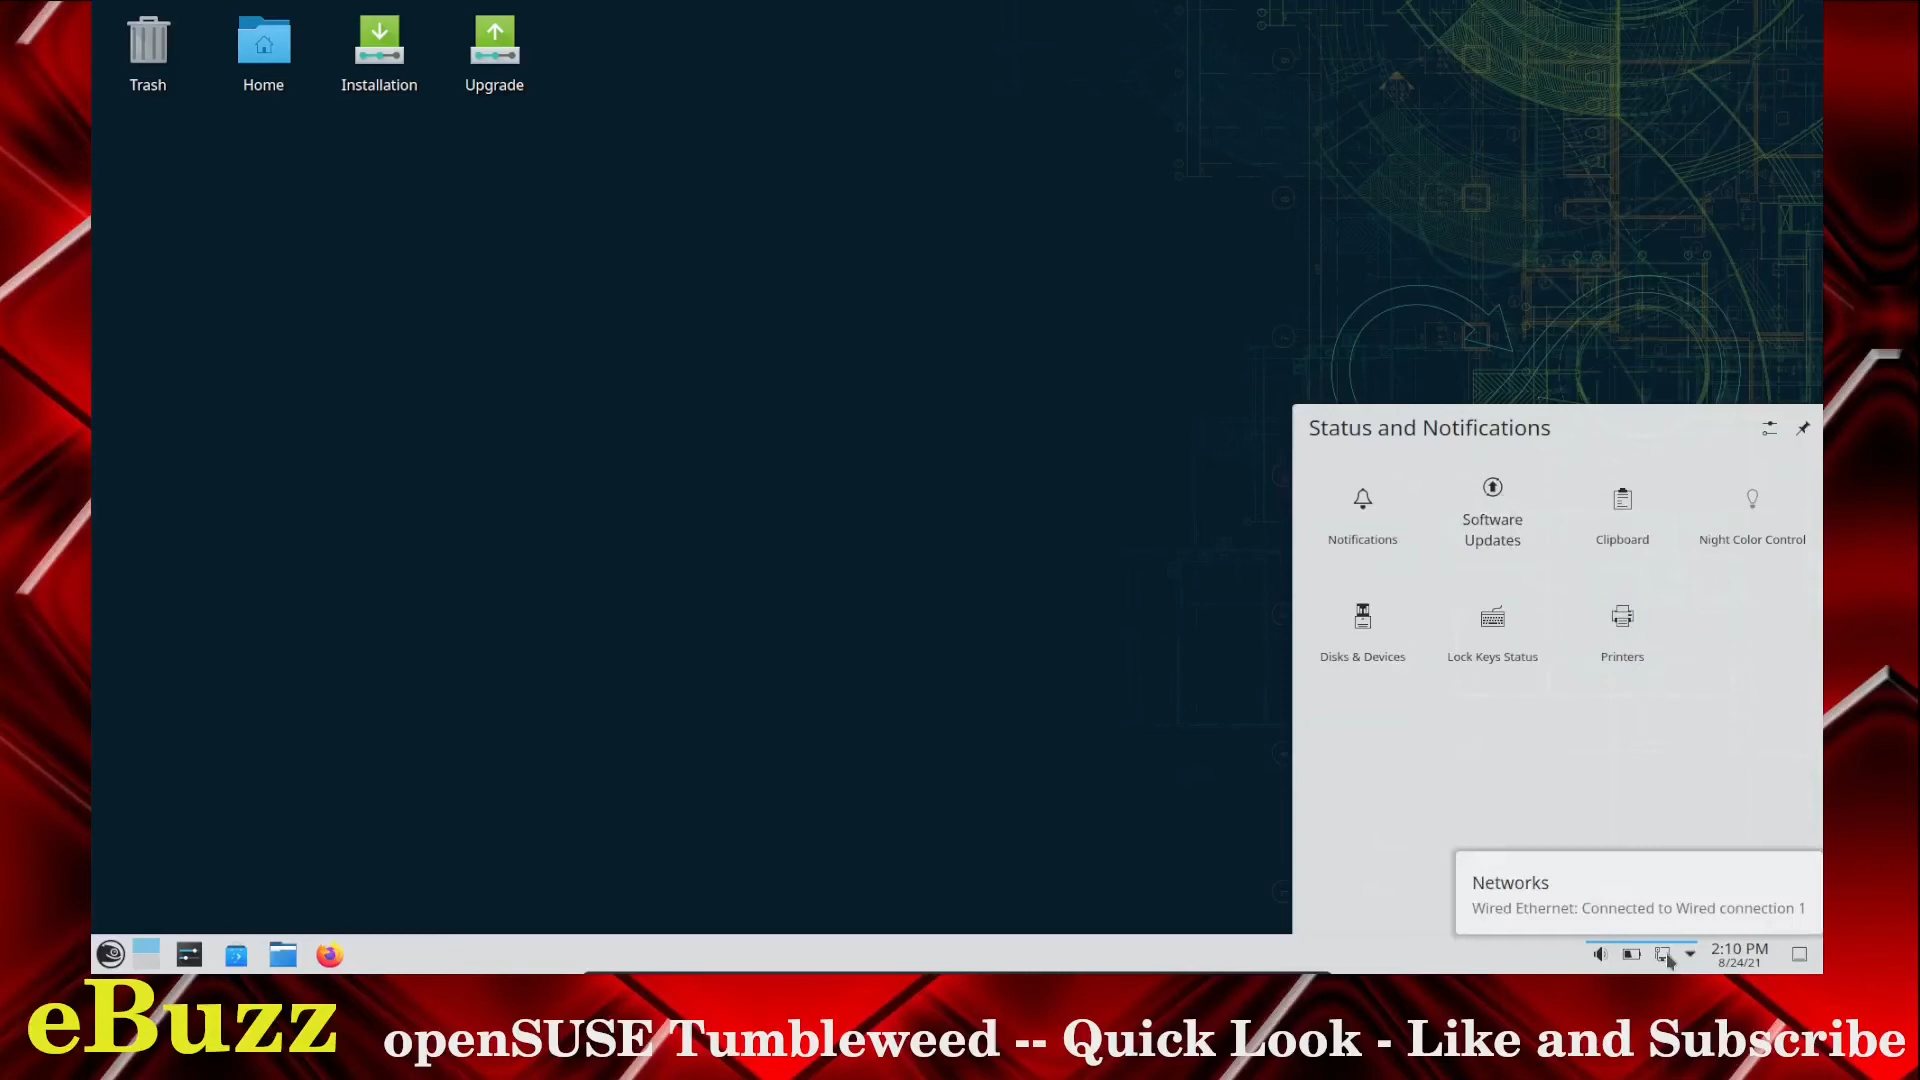 Trash
Home
Installation
Upgrade
Status and Notifications
Notifications
Software
Updates
Clipboard
Night Color Control
Disks & Devices
Lock Keys Status
Printers
Networks
Wired Ethernet: Connected to Wired connection 1
2:10 PM
8/24/21
eBuzz
openSUSE Tumbleweed -- Quick Look - Like and Subscribe